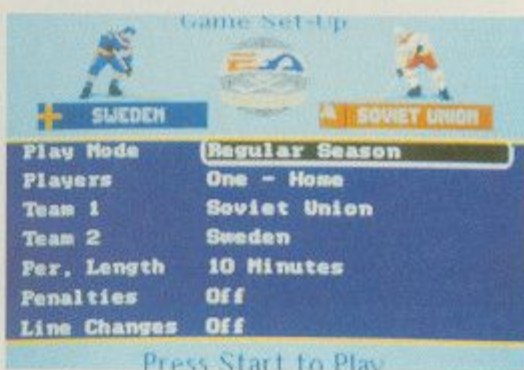 Game Set-Up
EA
SWEDEN
SOVIET UNION
Play Mode Regular Season
Players One - Home
Team 1 Soviet Union
Team 2 Sweden
Per. Length 10 Minutes
Penalties Off
Line Changes Off
Press Start to Play